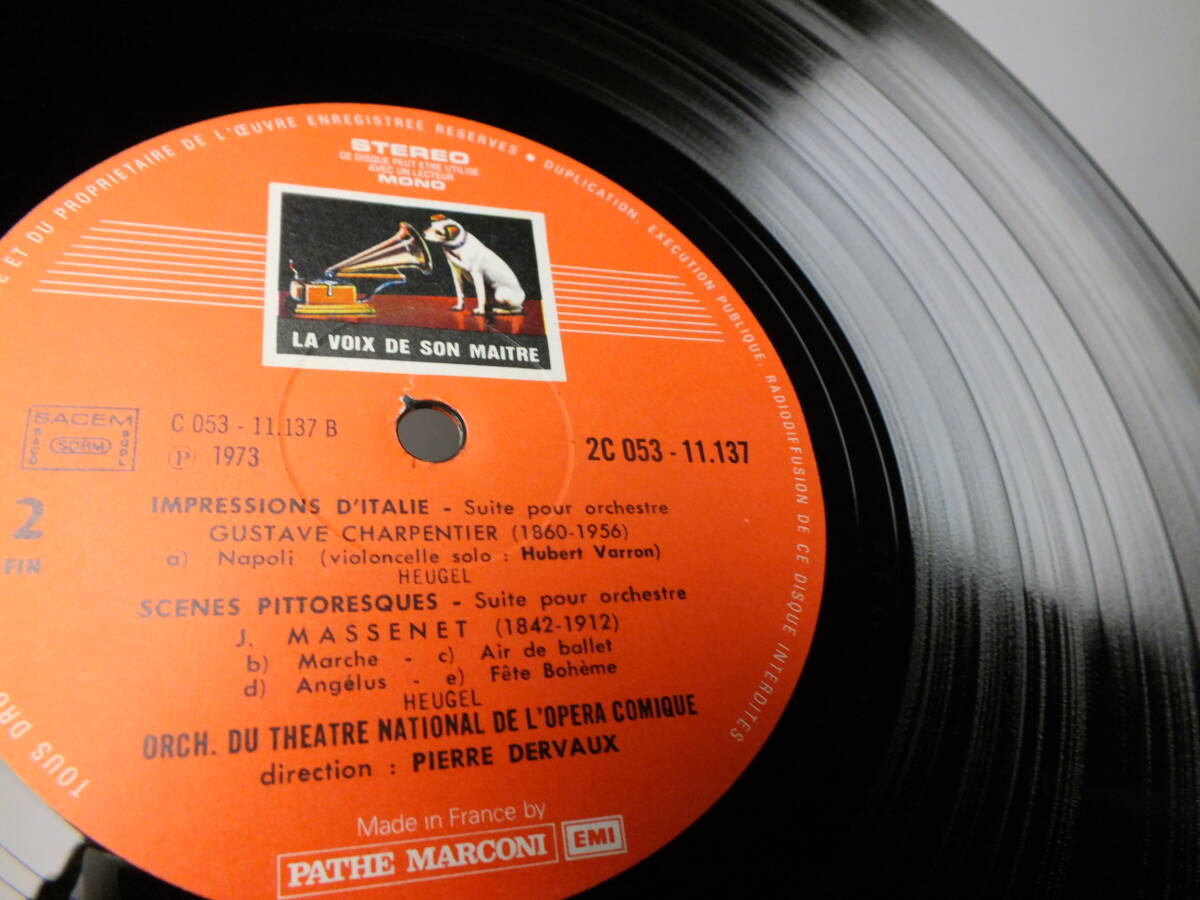 E ET DU PROPRIETAIRE DE L'ŒUVRE ENREGISTREE RESERVES • DUPLICATION, EXECUTION PUBLIQUE, RADIODIFFUSION DE CE DISQUE INTERDITES
STEREO
CE DISQUE PEUT ETRE UTILISE
AVEC UN LECTEUR
MONO
LA VOIX DE SON MAITRE
SACEM
SACD
SDRM
SGDL
C 053 - 11.137 B
Ⓟ 1973
2C 053 - 11.137
2
FIN
IMPRESSIONS D'ITALIE - Suite pour orchestre
GUSTAVE CHARPENTIER (1860-1956)
a) Napoli (violoncelle solo : Hubert Varron)
HEUGEL
SCENES PITTORESQUES - Suite pour orchestre
J. MASSENET (1842-1912)
b) Marche - c) Air de ballet
d) Angélus - e) Fête Bohème
HEUGEL
ORCH. DU THEATRE NATIONAL DE L'OPERA COMIQUE
direction : PIERRE DERVAUX
TOUS DRO
Made in France by
PATHE MARCONI EMI